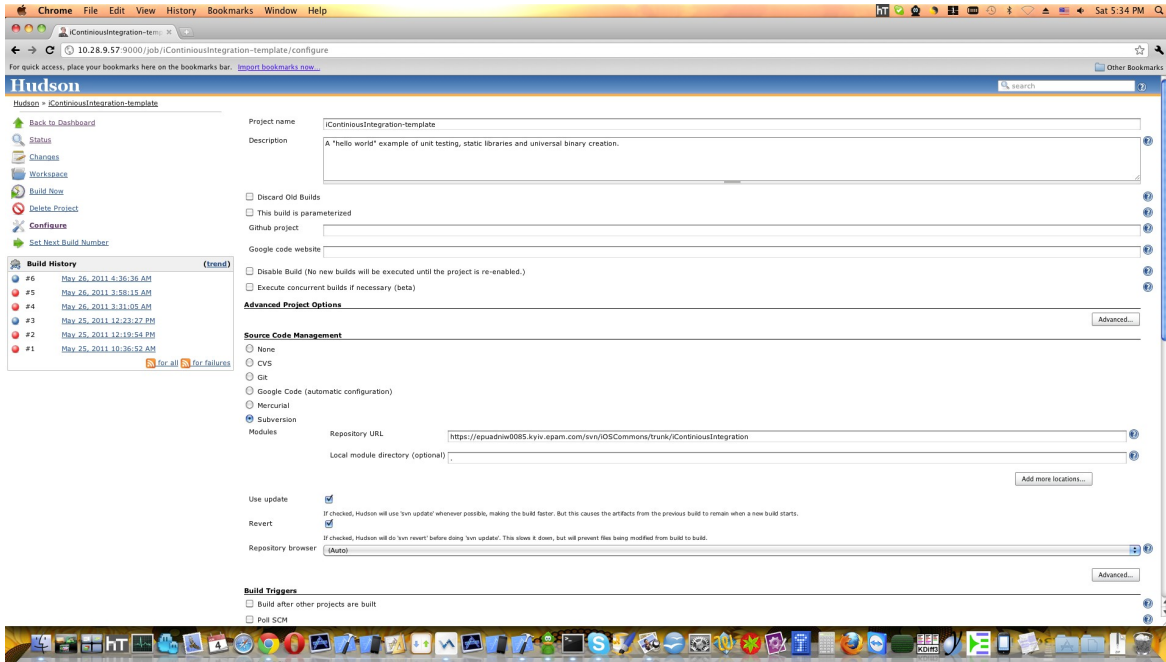 Chrome File Edit View History Bookmarks Window Help
hT
Sat 5:34 PM
iContiniousIntegration-temp
10.28.9.57:9000/job/iContiniousIntegration-template/configure
For quick access, place your bookmarks here on the bookmarks bar. Import bookmarks now...
Other Bookmarks
Hudson
search
Hudson » iContiniousIntegration-template
Back to Dashboard
Status
Changes
Workspace
Build Now
Delete Project
Configure
Set Next Build Number
Build History (trend)
#6 May 26, 2011 4:36:36 AM
#5 May 26, 2011 3:58:15 AM
#4 May 26, 2011 3:31:05 AM
#3 May 25, 2011 12:23:27 PM
#2 May 25, 2011 12:19:54 PM
#1 May 25, 2011 10:36:52 AM
for all for failures
Project name iContiniousIntegration-template
Description A "hello world" example of unit testing, static libraries and universal binary creation.
Discard Old Builds
This build is parameterized
Github project
Google code website
Disable Build (No new builds will be executed until the project is re-enabled.)
Execute concurrent builds if necessary (beta)
Advanced Project Options
Advanced...
Source Code Management
None
CVS
Git
Google Code (automatic configuration)
Mercurial
Subversion
Modules Repository URL https://epuadniw0085.kyiv.epam.com/svn/iOSCommons/trunk/iContiniousIntegration
Local module directory (optional) .
Add more locations...
Use update
If checked, Hudson will use 'svn update' whenever possible, making the build faster. But this causes the artifacts from the previous build to remain when a new build starts.
Revert
If checked, Hudson will do 'svn revert' before doing 'svn update'. This slows it down, but will prevent files being modified from build to build.
Repository browser (Auto)
Advanced...
Build Triggers
Build after other projects are built
Poll SCM
hT
4
KDiff3